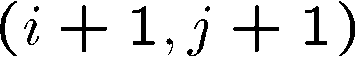 (i + 1, j + 1)